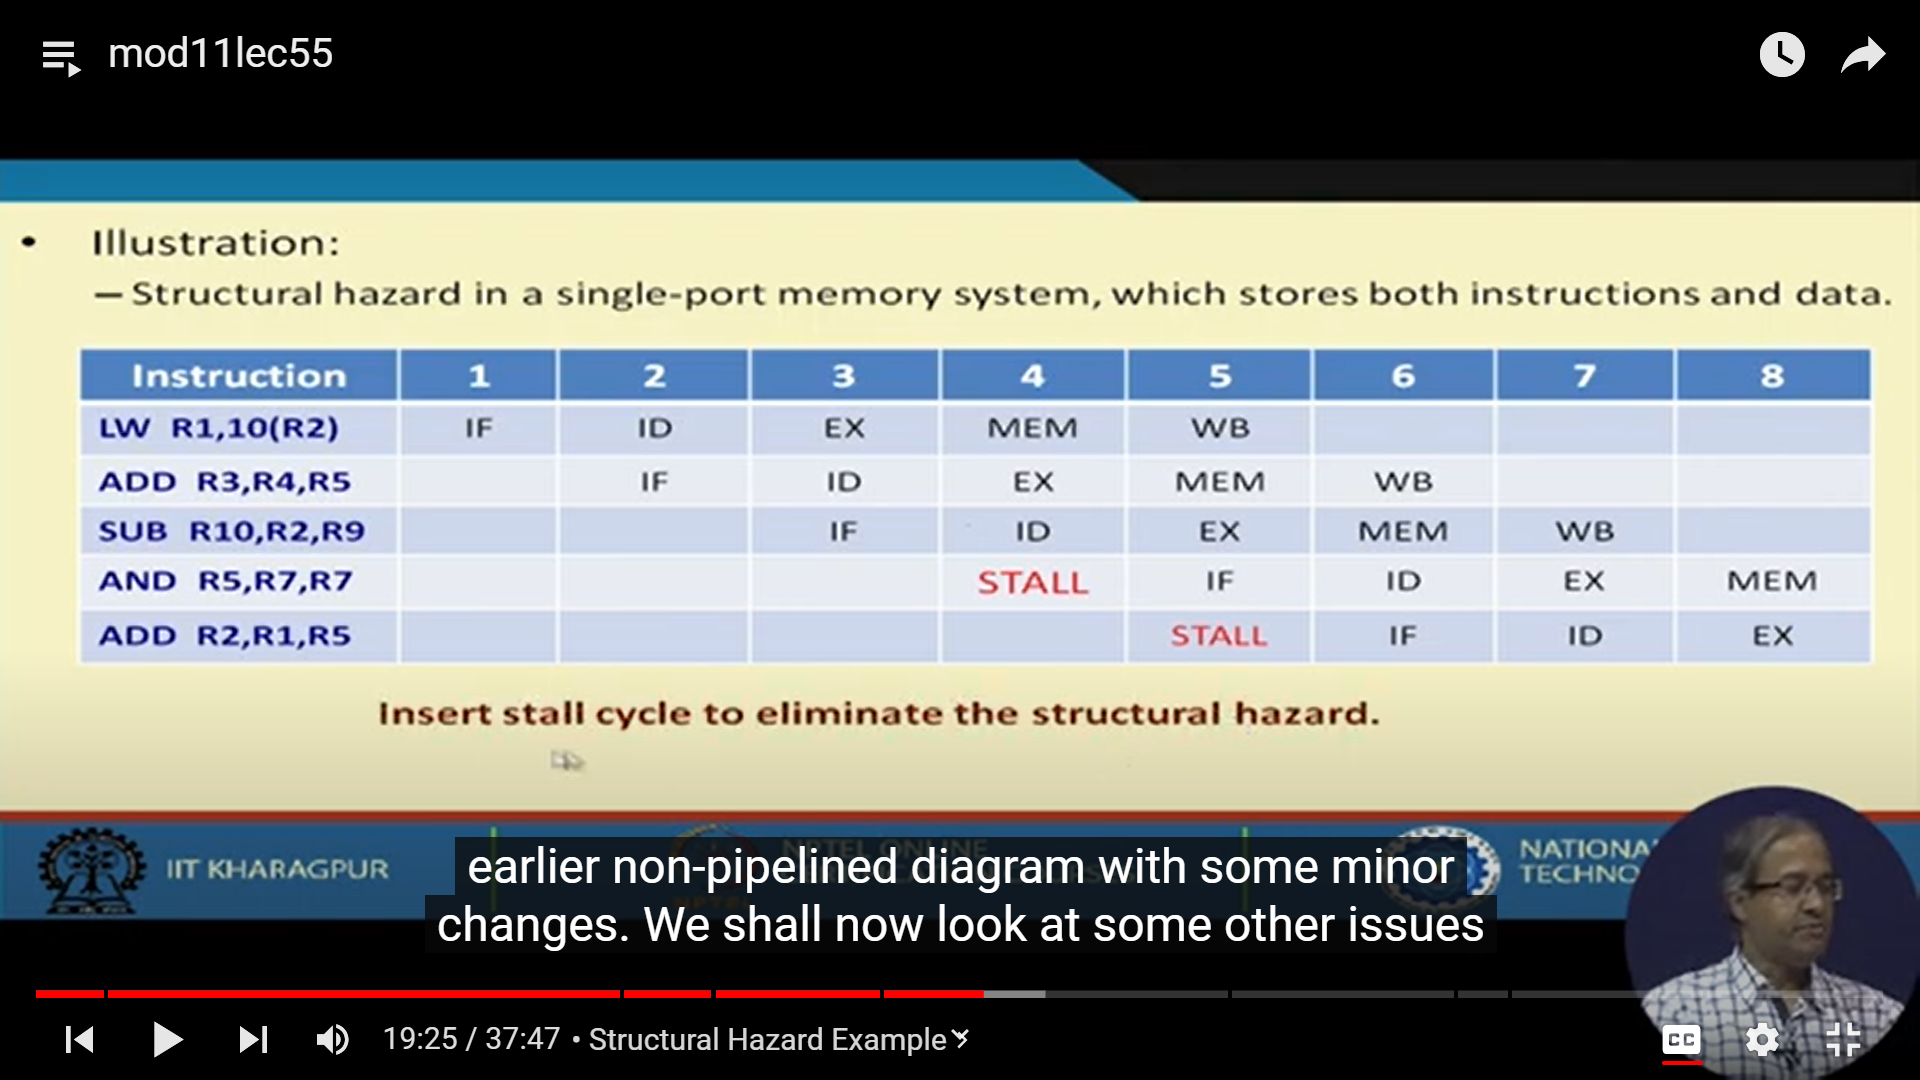 mod11lec55
• Illustration:
– Structural hazard in a single-port memory system, which stores both instructions and data.
Instruction 1 2 3 4 5 6 7 8
LW R1,10(R2) IF ID EX MEM WB
ADD R3,R4,R5 IF ID EX MEM WB
SUB R10,R2,R9 IF ID EX MEM WB
AND R5,R7,R7 STALL IF ID EX MEM
ADD R2,R1,R5 STALL IF ID EX
Insert stall cycle to eliminate the structural hazard.
IIT KHARAGPUR
NPTEL ONLINE
NATIONA
TECHNO
earlier non-pipelined diagram with some minor
changes. We shall now look at some other issues
19:25 / 37:47 • Structural Hazard Example
CC